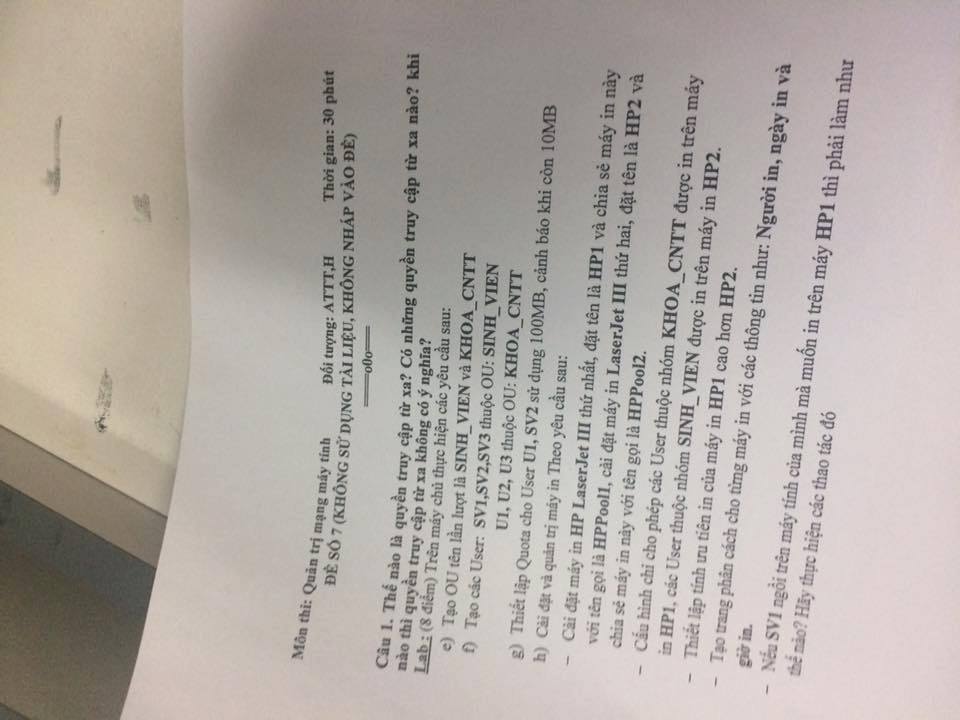 Môn thi: Quản trị mạng máy tính Đối tượng: ATTT,H Thời gian: 30 phút
ĐỀ SỐ 7 (KHÔNG SỬ DỤNG TÀI LIỆU, KHÔNG NHÁP VÀO ĐỀ)
====o0o====
Câu 1. Thế nào là quyền truy cập từ xa? Có những quyền truy cập từ xa nào? khi
nào thì quyền truy cập từ xa không có ý nghĩa?
Lab : (8 điểm) Trên máy chủ thực hiện các yêu cầu sau:
e) Tạo OU tên lần lượt là SINH_VIEN và KHOA_CNTT
f) Tạo các User: SV1,SV2,SV3 thuộc OU: SINH_VIEN
U1, U2, U3 thuộc OU: KHOA_CNTT
g) Thiết lập Quota cho User U1, SV2 sử dụng 100MB, cảnh báo khi còn 10MB
h) Cài đặt và quản trị máy in Theo yêu cầu sau:
– Cài đặt máy in HP LaserJet III thứ nhất, đặt tên là HP1 và chia sẻ máy in này
với tên gọi là HPPool1, cài đặt máy in LaserJet III thứ hai, đặt tên là HP2 và
chia sẻ máy in này với tên gọi là HPPool2.
– Cấu hình chỉ cho phép các User thuộc nhóm KHOA_CNTT được in trên máy
in HP1, các User thuộc nhóm SINH_VIEN được in trên máy in HP2.
– Thiết lập tính ưu tiên in của máy in HP1 cao hơn HP2.
– Tạo trang phân cách cho từng máy in với các thông tin như: Người in, ngày in và
giờ in.
– Nếu SV1 ngồi trên máy tính của mình mà muốn in trên máy HP1 thì phải làm như
thế nào? Hãy thực hiện các thao tác đó